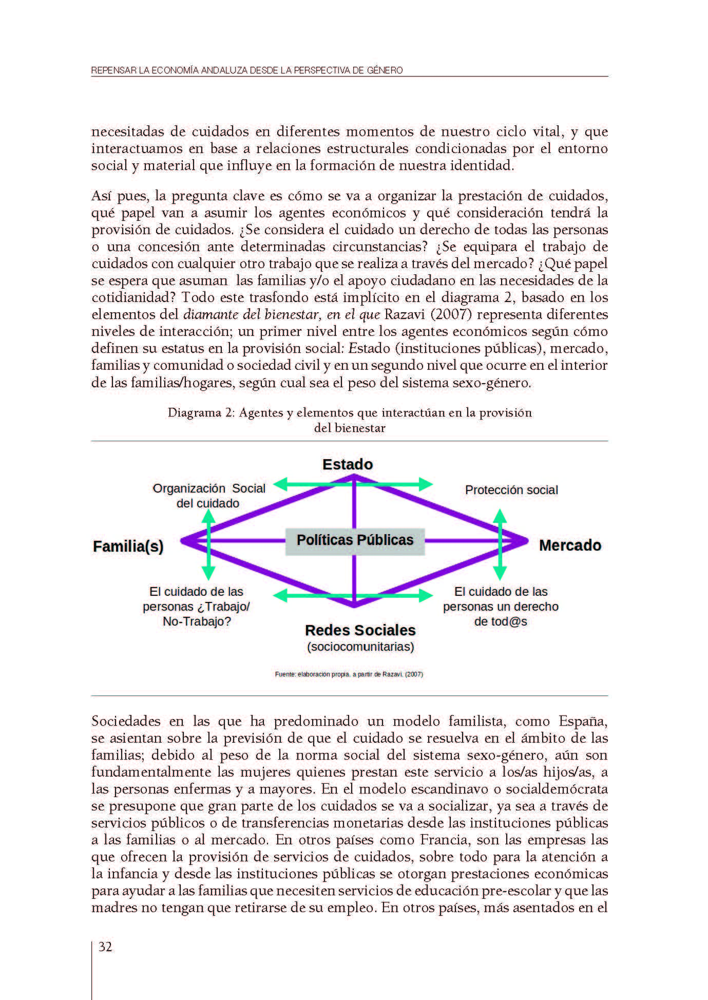 REPENSAR LA ECONOMÍA ANDALUZA DESDE LA PERSPECTIVA DE GÉNERO
necesitadas de cuidados en diferentes momentos de nuestro ciclo vital, y que
interactuamos en base a relaciones estructurales condicionadas por el entorno
social y material que influye en la formación de nuestra identidad.
Así pues, la pregunta clave es cómo se va a organizar la prestación de cuidados,
qué papel van a asumir los agentes económicos y qué consideración tendrá la
provisión de cuidados. ¿Se considera el cuidado un derecho de todas las personas
o una concesión ante determinadas circunstancias? ¿Se equipara el trabajo de
cuidados con cualquier otro trabajo que se realiza a través del mercado? ¿Qué papel
se espera que asuman las familias y/o el apoyo ciudadano en las necesidades de la
cotidianidad? Todo este trasfondo está implícito en el diagrama 2, basado en los
elementos del diamante del bienestar, en el que Razavi (2007) representa diferentes
niveles de interacción; un primer nivel entre los agentes económicos según cómo
definen su estatus en la provisión social: Estado (instituciones públicas), mercado,
familias y comunidad o sociedad civil y en un segundo nivel que ocurre en el interior
de las familias/hogares, según cual sea el peso del sistema sexo-género.
Diagrama 2: Agentes y elementos que interactúan en la provisión
del bienestar
Estado
Organización Social
del cuidado
Protección social
Familia(s)
Políticas Públicas
Mercado
El cuidado de las
personas ¿Trabajo/
No-Trabajo?
El cuidado de las
personas un derecho
de tod@s
Redes Sociales
(sociocomunitarias)
Fuente: elaboración propia, a partir de Razavi, (2007)
Sociedades en las que ha predominado un modelo familista, como España,
se asientan sobre la previsión de que el cuidado se resuelva en el ámbito de las
familias; debido al peso de la norma social del sistema sexo-género, aún son
fundamentalmente las mujeres quienes prestan este servicio a los/as hijos/as, a
las personas enfermas y a mayores. En el modelo escandinavo o socialdemócrata
se presupone que gran parte de los cuidados se va a socializar, ya sea a través de
servicios públicos o de transferencias monetarias desde las instituciones públicas
a las familias o al mercado. En otros países como Francia, son las empresas las
que ofrecen la provisión de servicios de cuidados, sobre todo para la atención a
la infancia y desde las instituciones públicas se otorgan prestaciones económicas
para ayudar a las familias que necesiten servicios de educación pre-escolar y que las
madres no tengan que retirarse de su empleo. En otros países, más asentados en el
32